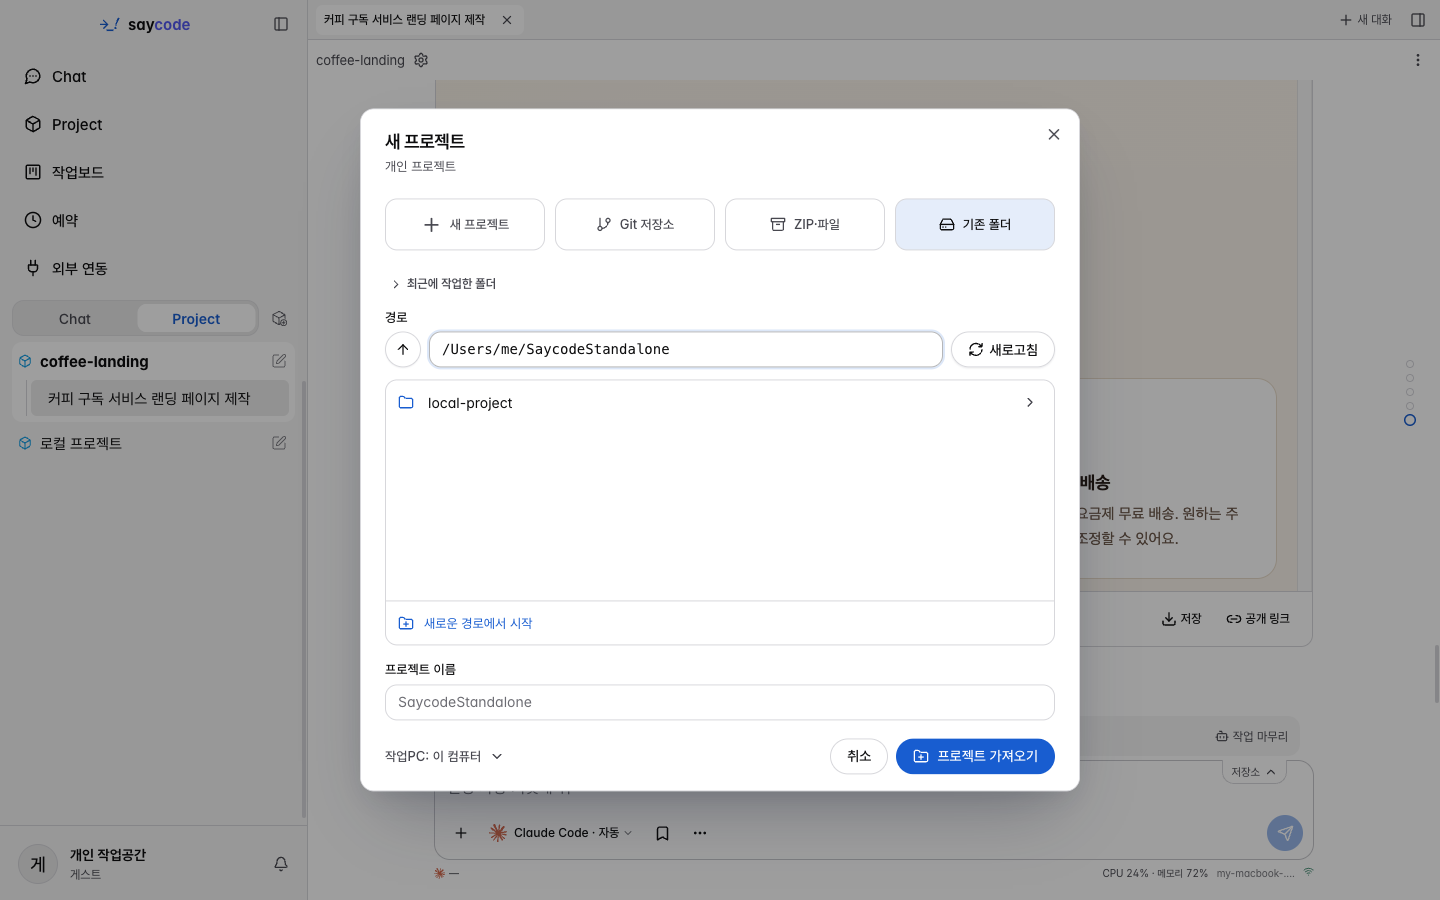 saycode
커피 구독 서비스 랜딩 페이지 제작
새 대화
coffee-landing
Chat
Project
작업보드
예약
외부 연동
Chat
Project
coffee-landing
커피 구독 서비스 랜딩 페이지 제작
로컬 프로젝트
개인 작업공간
게
게스트
새 프로젝트
개인 프로젝트
새 프로젝트
Git 저장소
ZIP·파일
기존 폴더
최근에 작업한 폴더
경로
/Users/me/SaycodeStandalone
새로고침
local-project
새로운 경로에서 시작
프로젝트 이름
SaycodeStandalone
작업PC: 이 컴퓨터
취소
프로젝트 가져오기
배송
요금제 무료 배송. 원하는 주
조정할 수 있어요.
저장
공개 링크
작업 마무리
저장소
Claude Code · 자동
CPU 24% · 메모리 72%
my-macbook-....